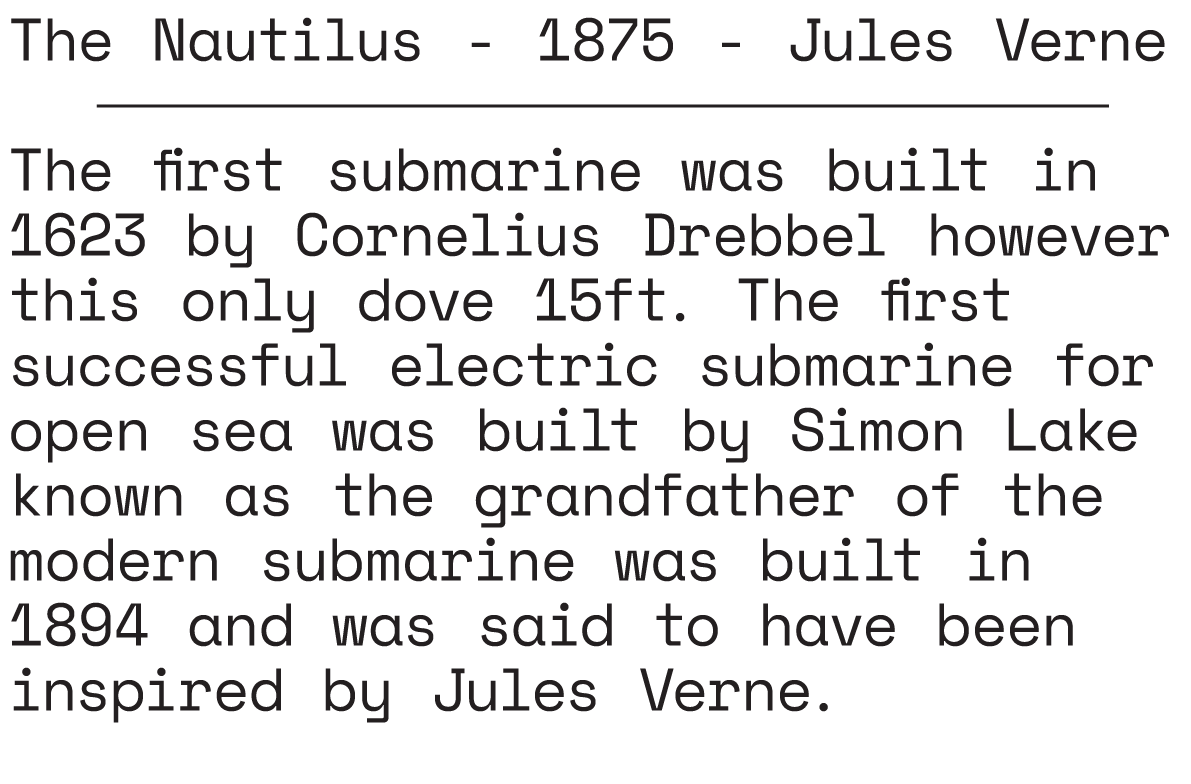 The Nautilus - 1875 - Jules Verne
The first submarine was built in
1623 by Cornelius Drebbel however
this only dove 15ft. The first
successful electric submarine for
open sea was built by Simon Lake
known as the grandfather of the
modern submarine was built in
1894 and was said to have been
inspired by Jules Verne.